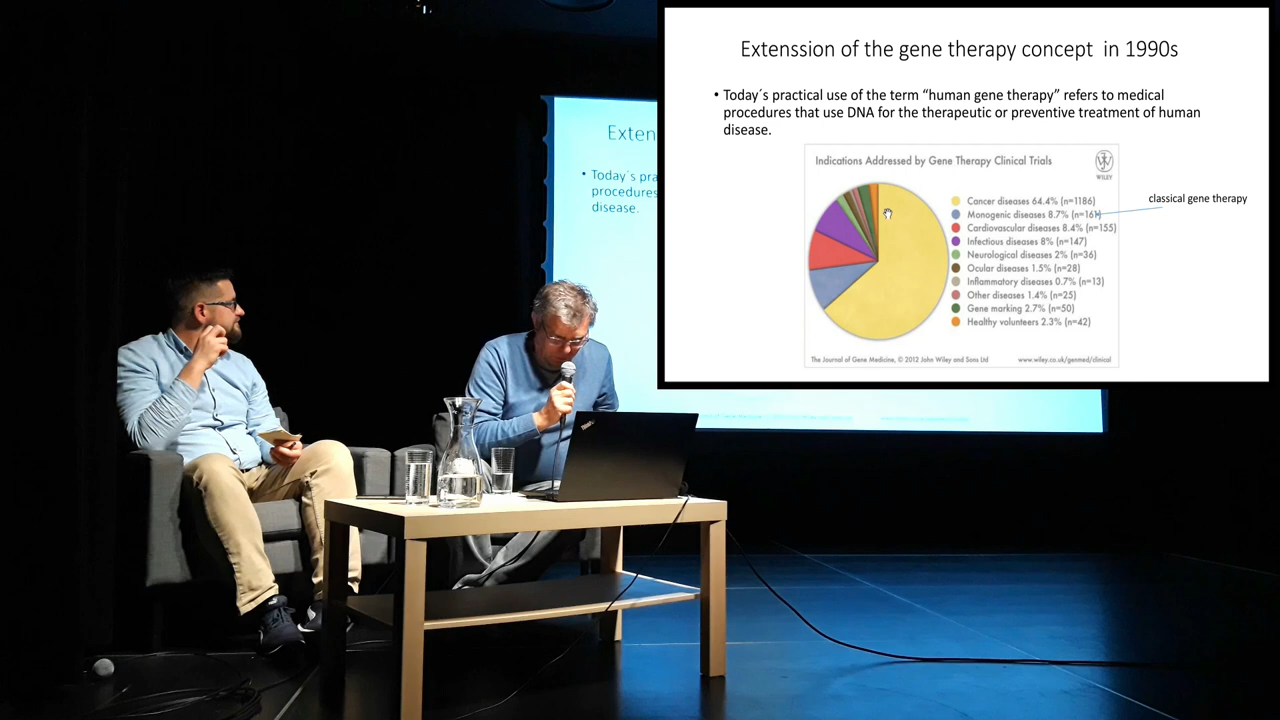 Extenssion of the gene therapy concept in 1990s
• Today´s practical use of the term “human gene therapy” refers to medical
procedures that use DNA for the therapeutic or preventive treatment of human
disease.
Indications Addressed by Gene Therapy Clinical Trials
WILEY
Cancer diseases 64.4% (n=1186)
Monogenic diseases 8.7% (n=161)
Cardiovascular diseases 8.4% (n=155)
Infectious diseases 8% (n=147)
Neurological diseases 2% (n=36)
Ocular diseases 1.5% (n=28)
Inflammatory diseases 0.7% (n=13)
Other diseases 1.4% (n=25)
Gene marking 2.7% (n=50)
Healthy volunteers 2.3% (n=42)
classical gene therapy
The Journal of Gene Medicine, © 2012 John Wiley and Sons Ltd
www.wiley.co.uk/genmed/clinical
Exten
• Today´s pra
procedures
disease.
ThinkPad